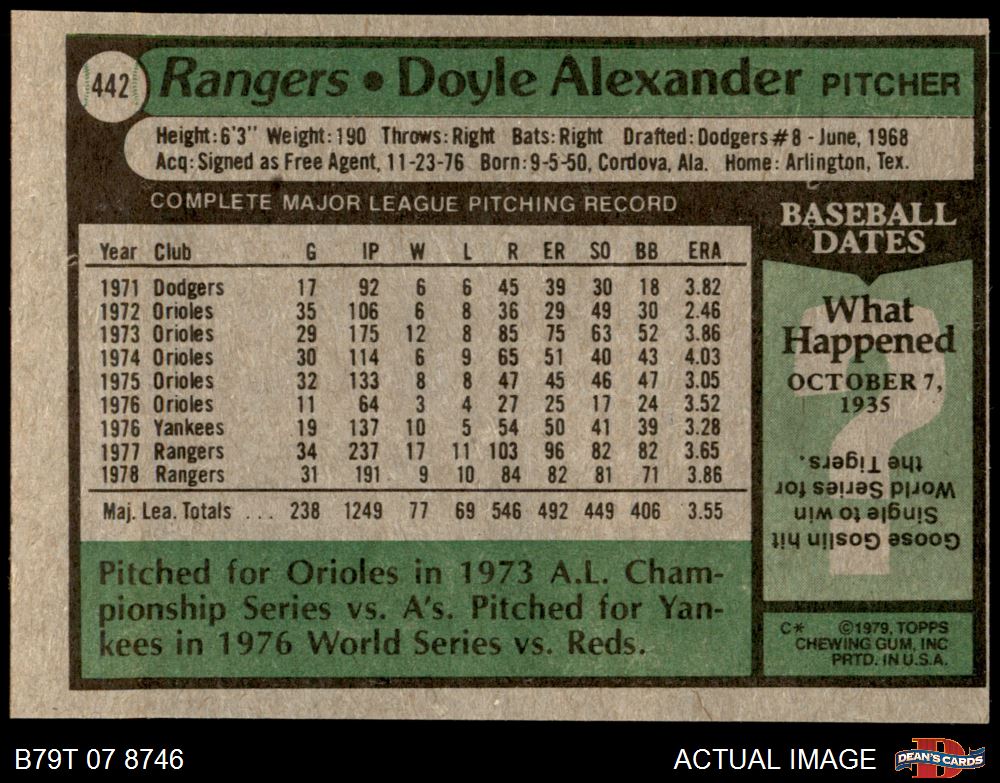 442 Rangers • Doyle Alexander PITCHER
Height: 6'3" Weight: 190 Throws: Right Bats: Right Drafted: Dodgers #8 - June, 1968
Acq: Signed as Free Agent, 11-23-76 Born: 9-5-50, Cordova, Ala. Home: Arlington, Tex.
COMPLETE MAJOR LEAGUE PITCHING RECORD
Year Club G IP W L R ER SO BB ERA
1971 Dodgers 17 92 6 6 45 39 30 18 3.82
1972 Orioles 35 106 6 8 36 29 49 30 2.46
1973 Orioles 29 175 12 8 85 75 63 52 3.86
1974 Orioles 30 114 6 9 65 51 40 43 4.03
1975 Orioles 32 133 8 8 47 45 46 47 3.05
1976 Orioles 11 64 3 4 27 25 17 24 3.52
1976 Yankees 19 137 10 5 54 50 41 39 3.28
1977 Rangers 34 237 17 11 103 96 82 82 3.65
1978 Rangers 31 191 9 10 84 82 81 71 3.86
Maj. Lea. Totals ... 238 1249 77 69 546 492 449 406 3.55
Pitched for Orioles in 1973 A.L. Cham-
pionship Series vs. A's. Pitched for Yan-
kees in 1976 World Series vs. Reds.
BASEBALL
DATES
What
Happened
OCTOBER 7,
1935
?
Goose Goslin hit
Single to win
World Series for
the Tigers.
C* ©1979, TOPPS
CHEWING GUM, INC
PRTD. IN U.S.A.
B79T 07 8746
ACTUAL IMAGE
D
DEAN'S CARDS